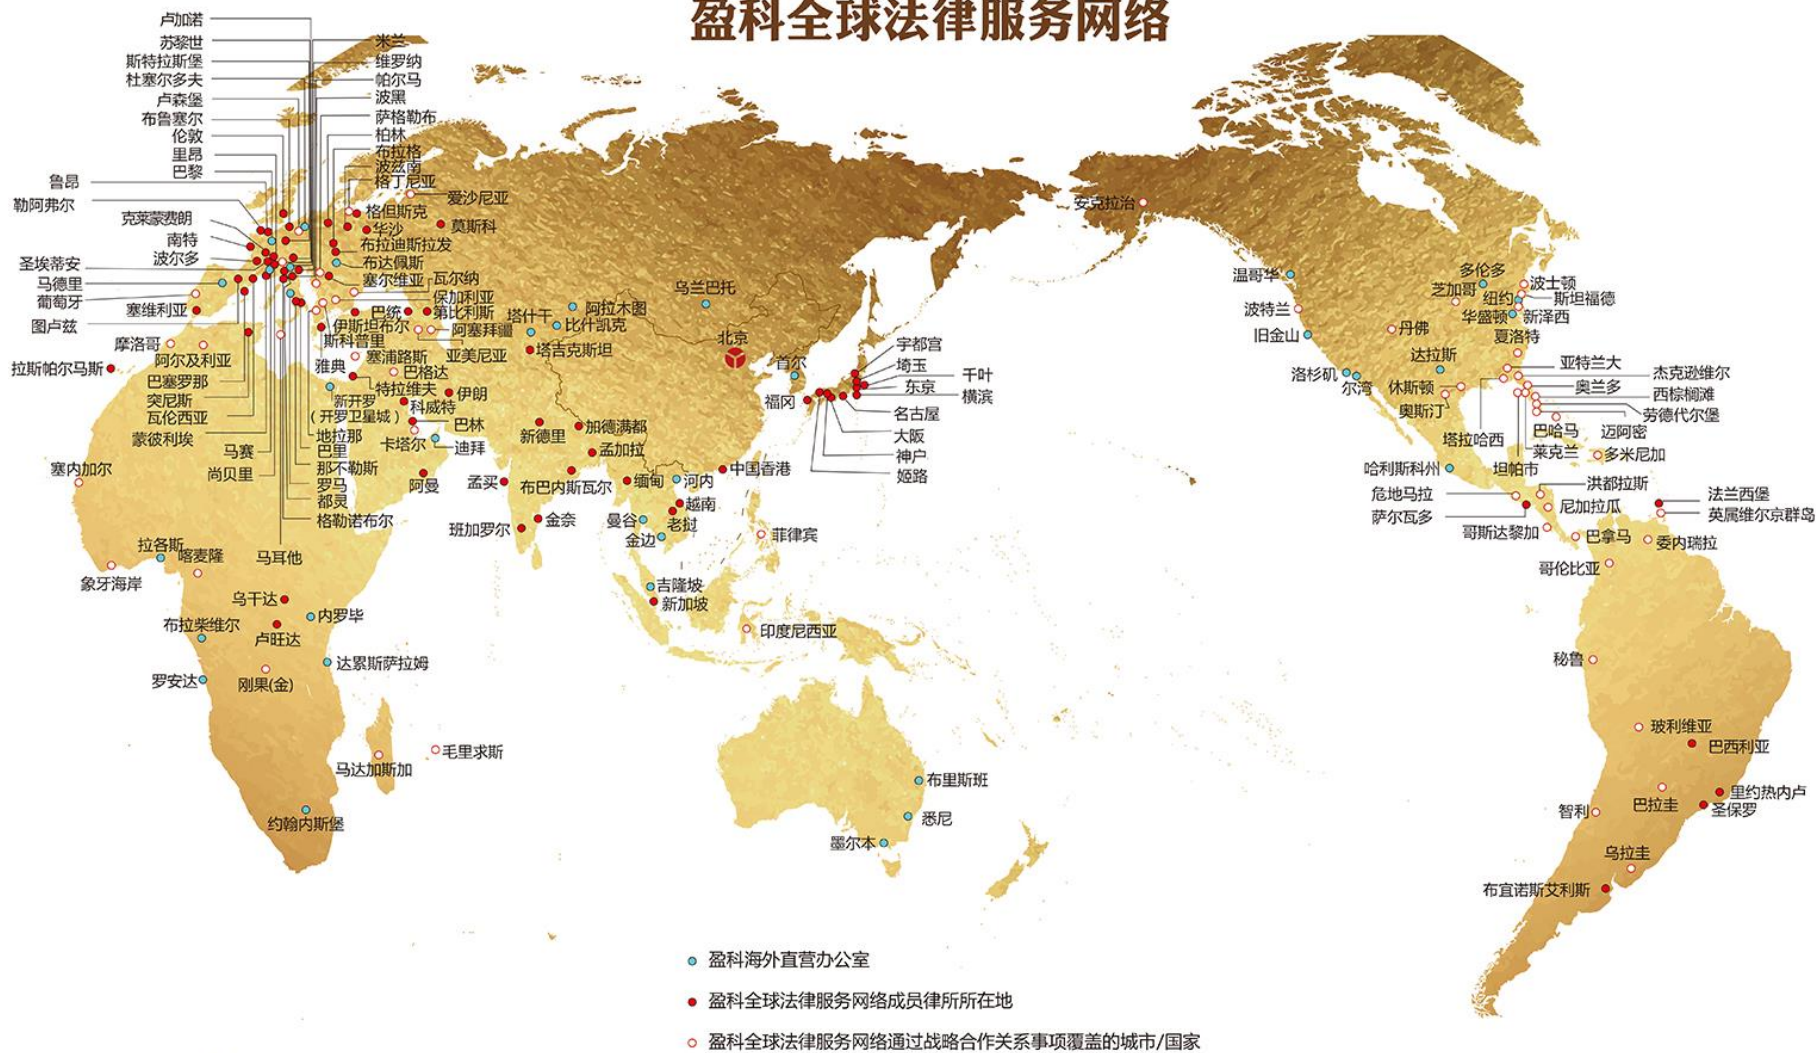 盈科全球法律服务网络
卢加诺
苏黎世
斯特拉斯堡
杜塞尔多夫
卢森堡
布鲁塞尔
伦敦
里昂
巴黎
鲁昂
勒阿弗尔
克莱蒙费朗
南特
波尔多
圣埃蒂安
马德里
葡萄牙
塞维利亚
图卢兹
摩洛哥
阿尔及利亚
拉斯帕尔马斯
巴塞罗那
突尼斯
瓦伦西亚
蒙彼利埃
马赛
尚贝里
米兰
维罗纳
帕尔马
波黑
萨格勒布
柏林
布拉格
波兹南
格丁尼亚
爱沙尼亚
格但斯克
华沙
莫斯科
布拉迪斯拉发
布达佩斯
塞尔维亚
瓦尔纳
保加利亚
巴统
第比利斯
伊斯坦布尔
阿塞拜疆
斯科普里
亚美尼亚
塞浦路斯
雅典
巴格达
特拉维夫
伊朗
新开罗
(开罗卫星城)
科威特
巴林
卡塔尔
迪拜
地拉那
巴里
那不勒斯
罗马
都灵
格勒诺布尔
马耳他
阿曼
塔什干
阿拉木图
比什凯克
塔吉克斯坦
乌兰巴托
北京
首尔
宇都宫
埼玉
千叶
东京
横滨
福冈
名古屋
大阪
神户
姬路
新德里
加德满都
孟加拉
孟买
布巴内斯瓦尔
缅甸
河内
中国香港
越南
老挝
曼谷
金边
班加罗尔
金奈
菲律宾
吉隆坡
新加坡
印度尼西亚
塞内加尔
拉各斯
喀麦隆
象牙海岸
乌干达
内罗毕
布拉柴维尔
卢旺达
达累斯萨拉姆
罗安达
刚果(金)
马达加斯加
毛里求斯
约翰内斯堡
布里斯班
悉尼
墨尔本
安克拉治
温哥华
波特兰
旧金山
洛杉矶
尔湾
多伦多
芝加哥
纽约
波士顿
斯坦福德
华盛顿
新泽西
丹佛
夏洛特
达拉斯
休斯顿
奥斯汀
亚特兰大
杰克逊维尔
奥兰多
西棕榈滩
劳德代尔堡
塔拉哈西
巴哈马
迈阿密
莱克兰
多米尼加
坦帕市
哈利斯科州
危地马拉
洪都拉斯
法兰西堡
萨尔瓦多
尼加拉瓜
英属维尔京群岛
哥斯达黎加
巴拿马
委内瑞拉
哥伦比亚
秘鲁
玻利维亚
巴西利亚
里约热内卢
巴拉圭
圣保罗
智利
乌拉圭
布宜诺斯艾利斯
盈科海外直营办公室
盈科全球法律服务网络成员律所所在地
盈科全球法律服务网络通过战略合作关系事项覆盖的城市/国家